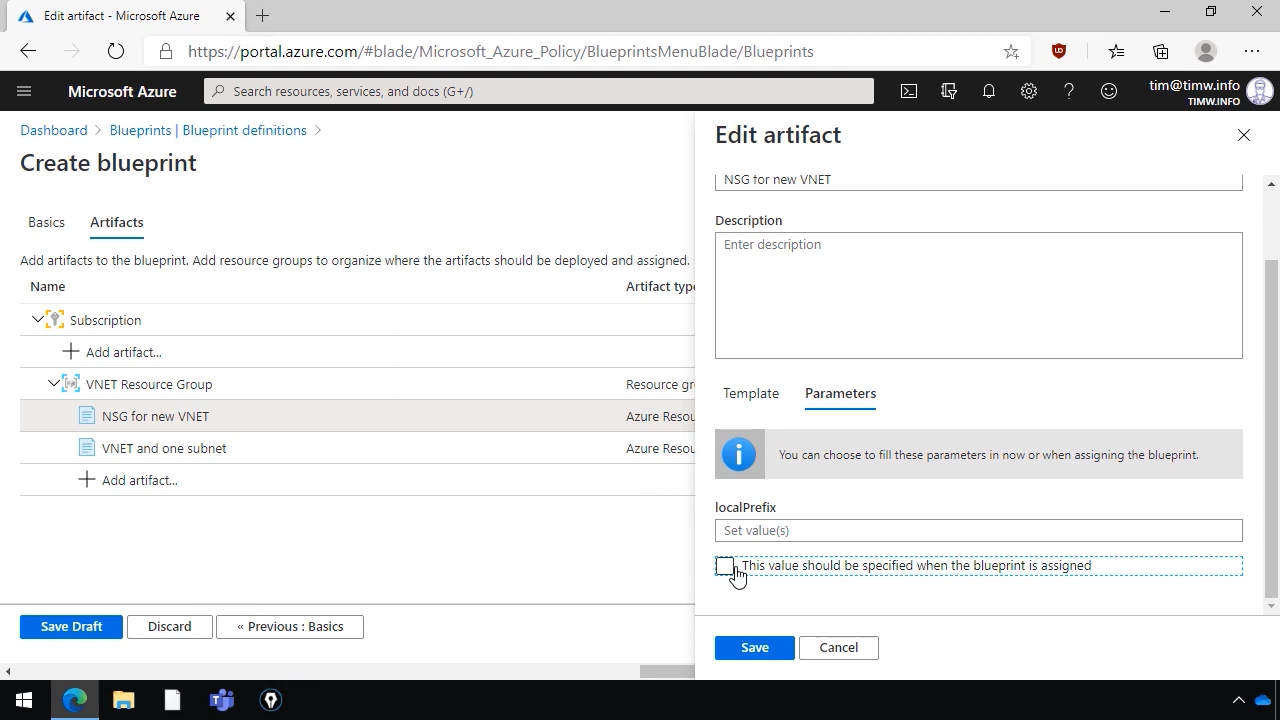 Edit artifact - Microsoft Azure
https://portal.azure.com/#blade/Microsoft_Azure_Policy/BlueprintsMenuBlade/Blueprints
Microsoft Azure
Search resources, services, and docs (G+/)
tim@timw.info
TIMW.INFO
Dashboard > Blueprints | Blueprint definitions >
Create blueprint
Basics
Artifacts
Add artifacts to the blueprint. Add resource groups to organize where the artifacts should be deployed and assigned.
Name
Artifact type
Subscription
Add artifact...
VNET Resource Group
Resource gr
NSG for new VNET
Azure Resou
VNET and one subnet
Azure Resou
Add artifact...
Save Draft
Discard
« Previous : Basics
Edit artifact
NSG for new VNET
Description
Enter description
Template
Parameters
You can choose to fill these parameters in now or when assigning the blueprint.
localPrefix
Set value(s)
This value should be specified when the blueprint is assigned
Save
Cancel